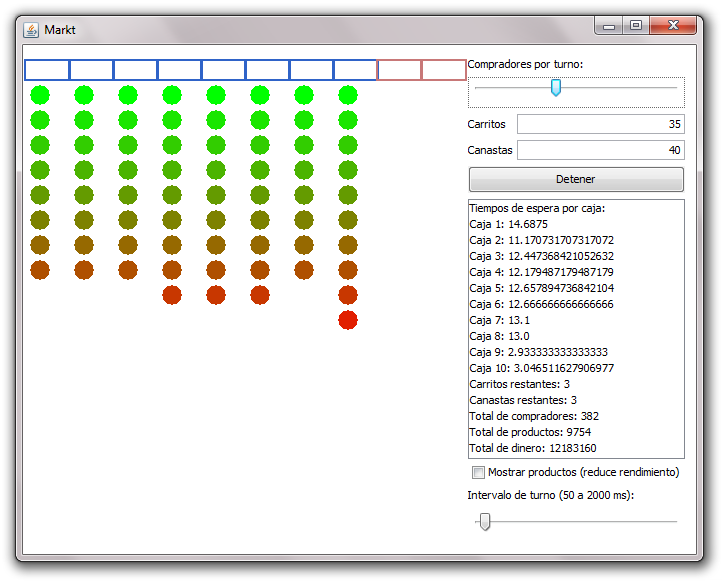 Markt
Compradores por turno:
Carritos 35
Canastas 40
Detener
Tiempos de espera por caja:
Caja 1: 14.6875
Caja 2: 11.170731707317072
Caja 3: 12.447368421052632
Caja 4: 12.179487179487179
Caja 5: 12.657894736842104
Caja 6: 12.666666666666666
Caja 7: 13.1
Caja 8: 13.0
Caja 9: 2.933333333333333
Caja 10: 3.046511627906977
Carritos restantes: 3
Canastas restantes: 3
Total de compradores: 382
Total de productos: 9754
Total de dinero: 12183160
Mostrar productos (reduce rendimiento)
Intervalo de turno (50 a 2000 ms):